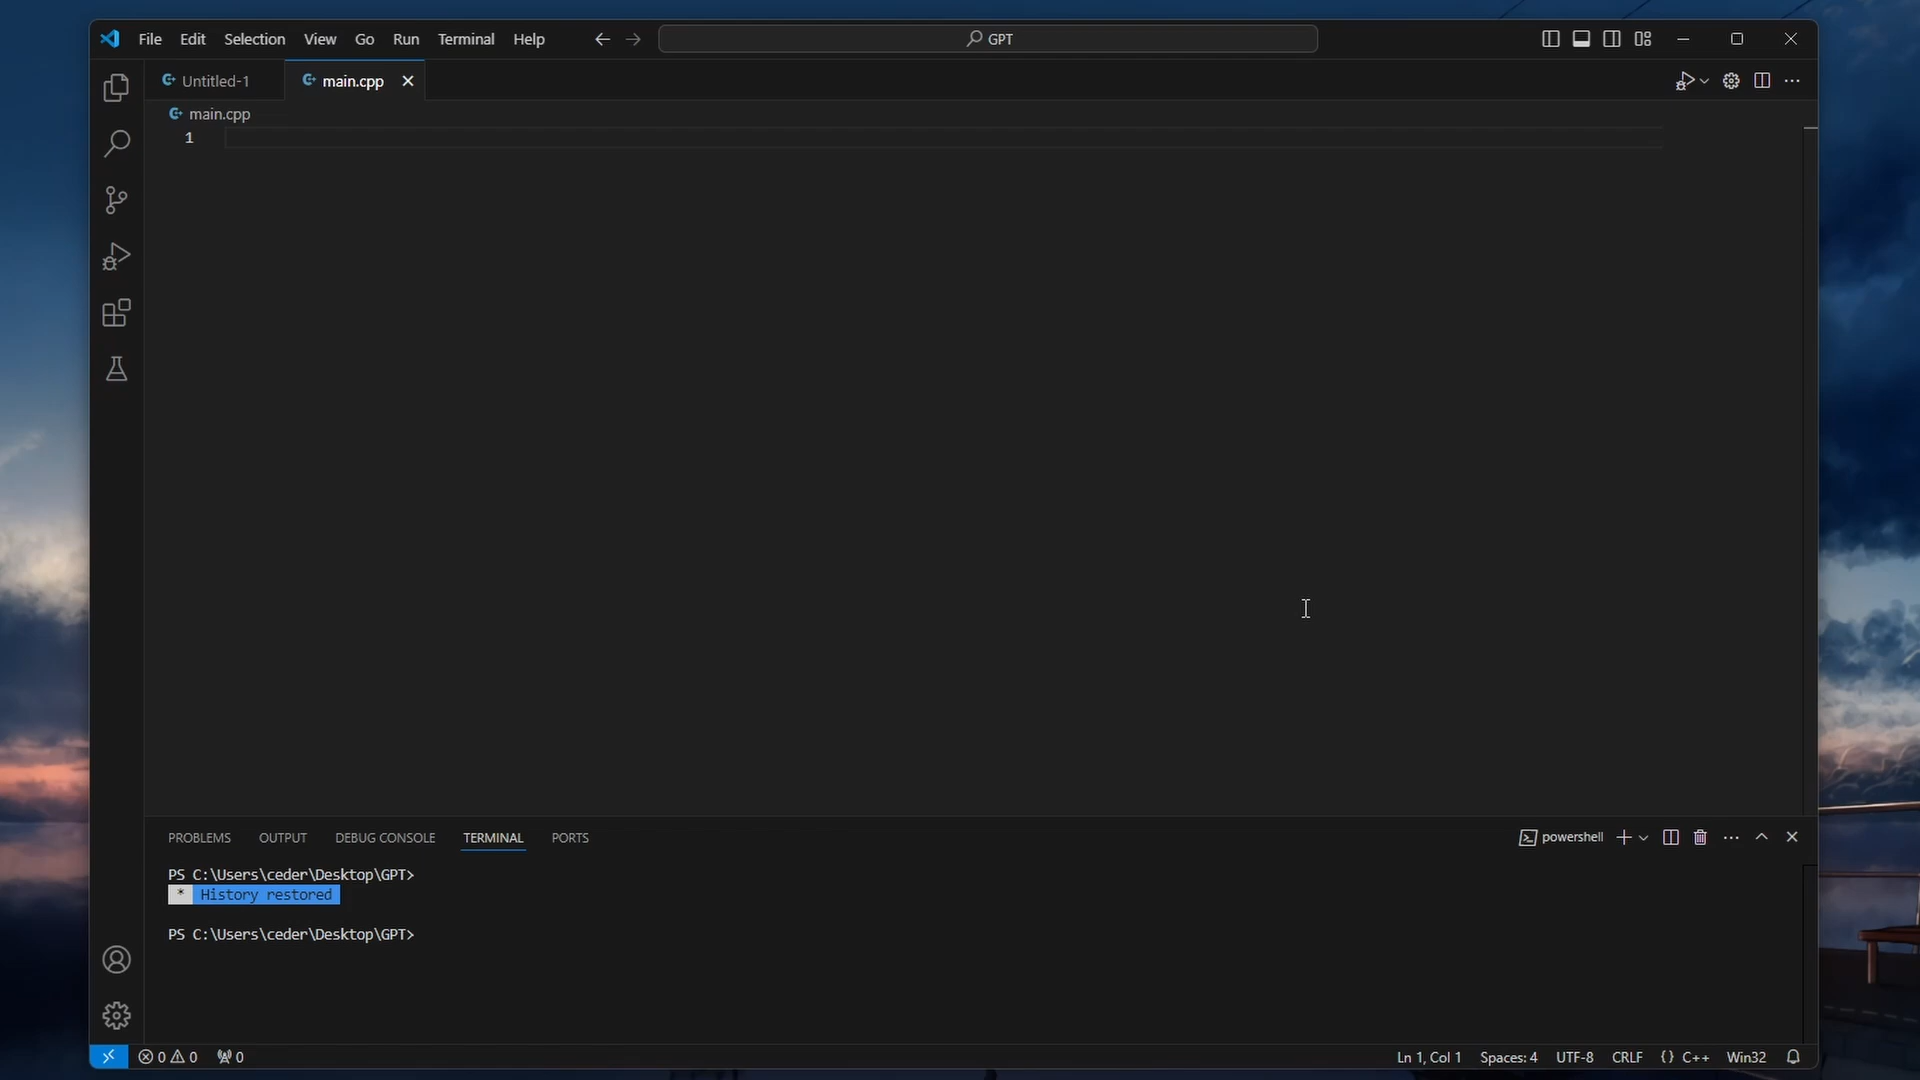 File Edit Selection View Go Run Terminal Help GPT
Untitled-1 main.cpp
main.cpp
1
PROBLEMS OUTPUT DEBUG CONSOLE TERMINAL PORTS powershell
PS C:\Users\ceder\Desktop\GPT>
* History restored
PS C:\Users\ceder\Desktop\GPT>
0 0 0 Ln 1, Col 1 Spaces: 4 UTF-8 CRLF {} C++ Win32